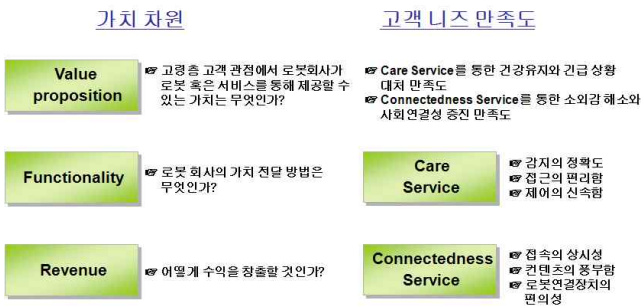 가치 차원
고객 니즈 만족도
Value
proposition
☞ 고령층 고객 관점에서 로봇회사가
로봇 혹은 서비스를 통해 제공할 수
있는 가치는 무엇인가?
☞ Care Service를 통한 건강유지와 긴급 상황
대처 만족도
☞ Connectedness Service를 통한 소외감 해소와
사회연결성 증진 만족도
Functionality
☞ 로봇 회사의 가치 전달 방법은
무엇인가?
Care
Service
☞ 감지의 정확도
☞ 접근의 편리함
☞ 제어의 신속함
Revenue
☞ 어떻게 수익을 창출할 것인가?
Connectedness
Service
☞ 접속의 상시성
☞ 컨텐츠의 풍부함
☞ 로봇연결장치의
편의성